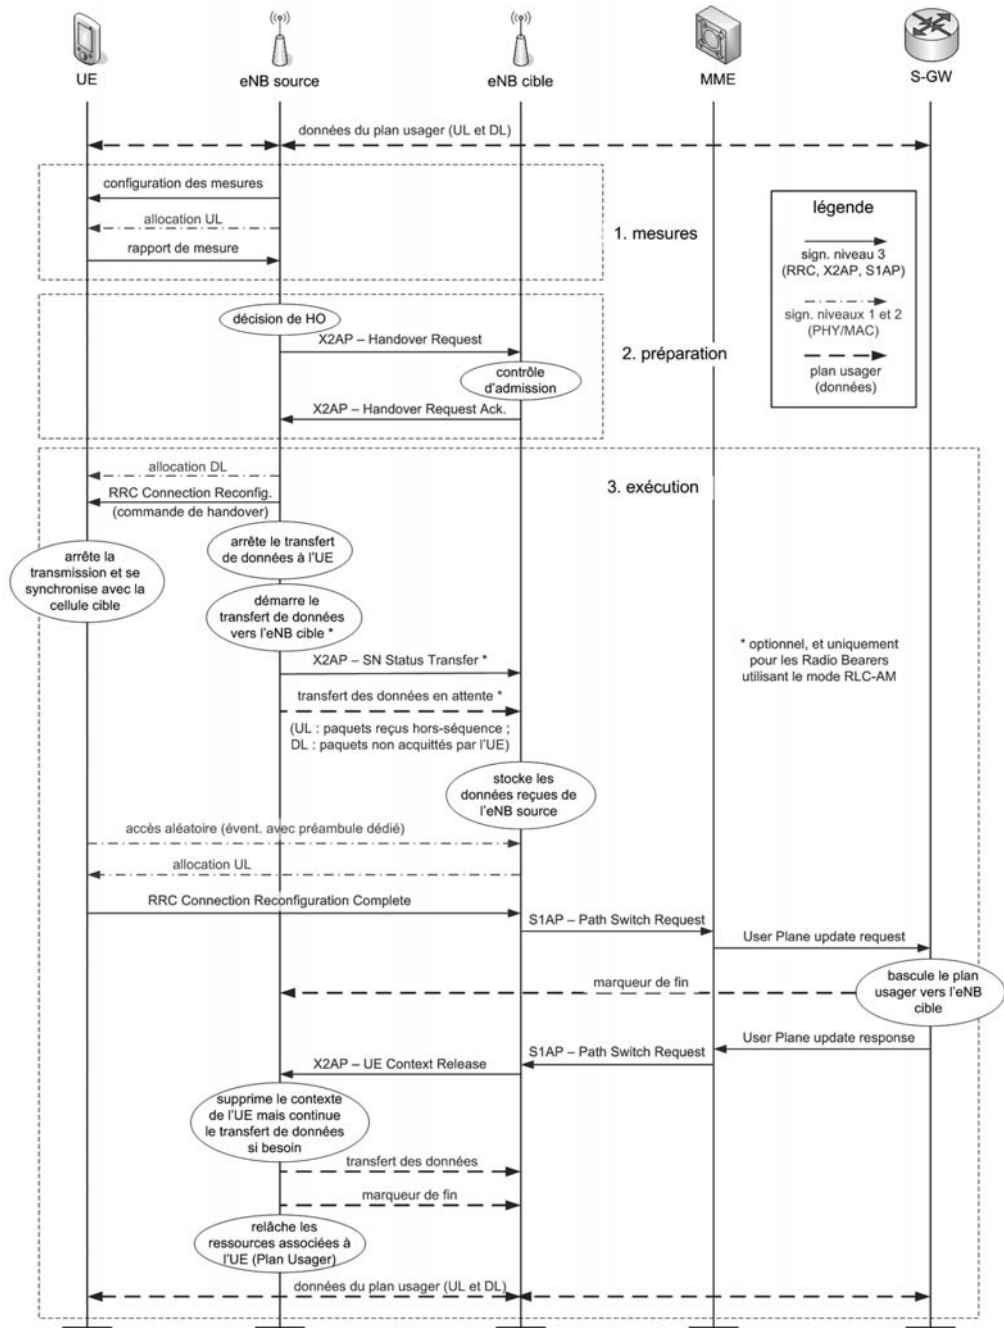 UE
eNB source
eNB cible
MME
S-GW
données du plan usager (UL et DL)
configuration des mesures
allocation UL
rapport de mesure
1. mesures
légende
sign. niveau 3
(RRC, X2AP, S1AP)
sign. niveaux 1 et 2
(PHY/MAC)
plan usager
(données)
décision de HO
X2AP – Handover Request
2. préparation
contrôle
d'admission
X2AP – Handover Request Ack.
allocation DL
3. exécution
RRC Connection Reconfig.
(commande de handover)
arrête le transfert
de données à l'UE
arrête la
transmission et se
synchronise avec la
cellule cible
démarre le
transfert de données
vers l'eNB cible *
X2AP – SN Status Transfer *
* optionnel, et uniquement
pour les Radio Bearers
utilisant le mode RLC-AM
transfert des données en attente *
(UL : paquets reçus hors-séquence ;
DL : paquets non acquittés par l'UE)
stocke les
données reçues de
l'eNB source
accès aléatoire (évent. avec préambule dédié)
allocation UL
RRC Connection Reconfiguration Complete
S1AP – Path Switch Request
User Plane update request
bascule le plan
usager vers l'eNB
cible
marqueur de fin
User Plane update response
S1AP – Path Switch Request
X2AP – UE Context Release
supprime le contexte
de l'UE mais continue
le transfert de données
si besoin
transfert des données
marqueur de fin
relâche les
ressources associées à
l'UE (Plan Usager)
données du plan usager (UL et DL)